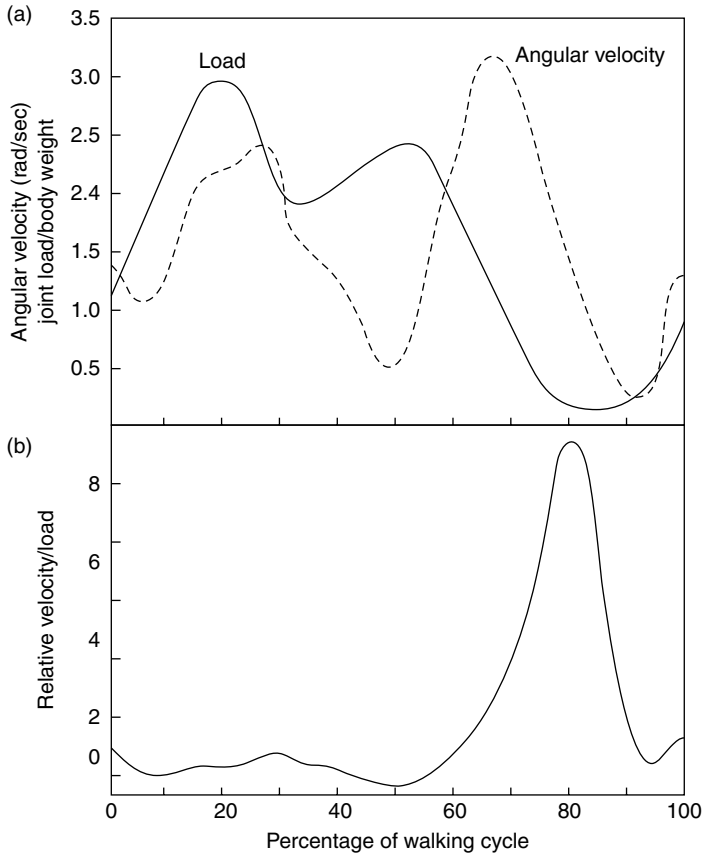 (a)
3.5
3.0
2.5
2.4
1.5
1.0
0.5
Angular velocity (rad/sec)
joint load/body weight
Load
Angular velocity
(b)
8
6
4
2
0
Relative velocity/load
0 20 40 60 80 100
Percentage of walking cycle